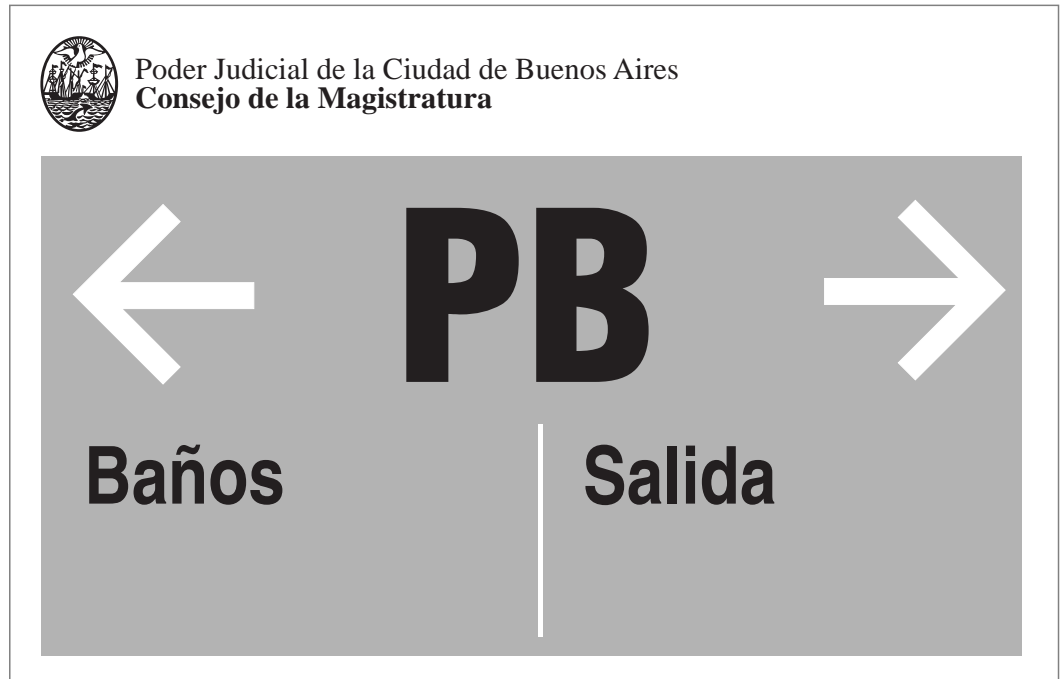 Poder Judicial de la Ciudad de Buenos Aires
Consejo de la Magistratura
PB
Baños
Salida